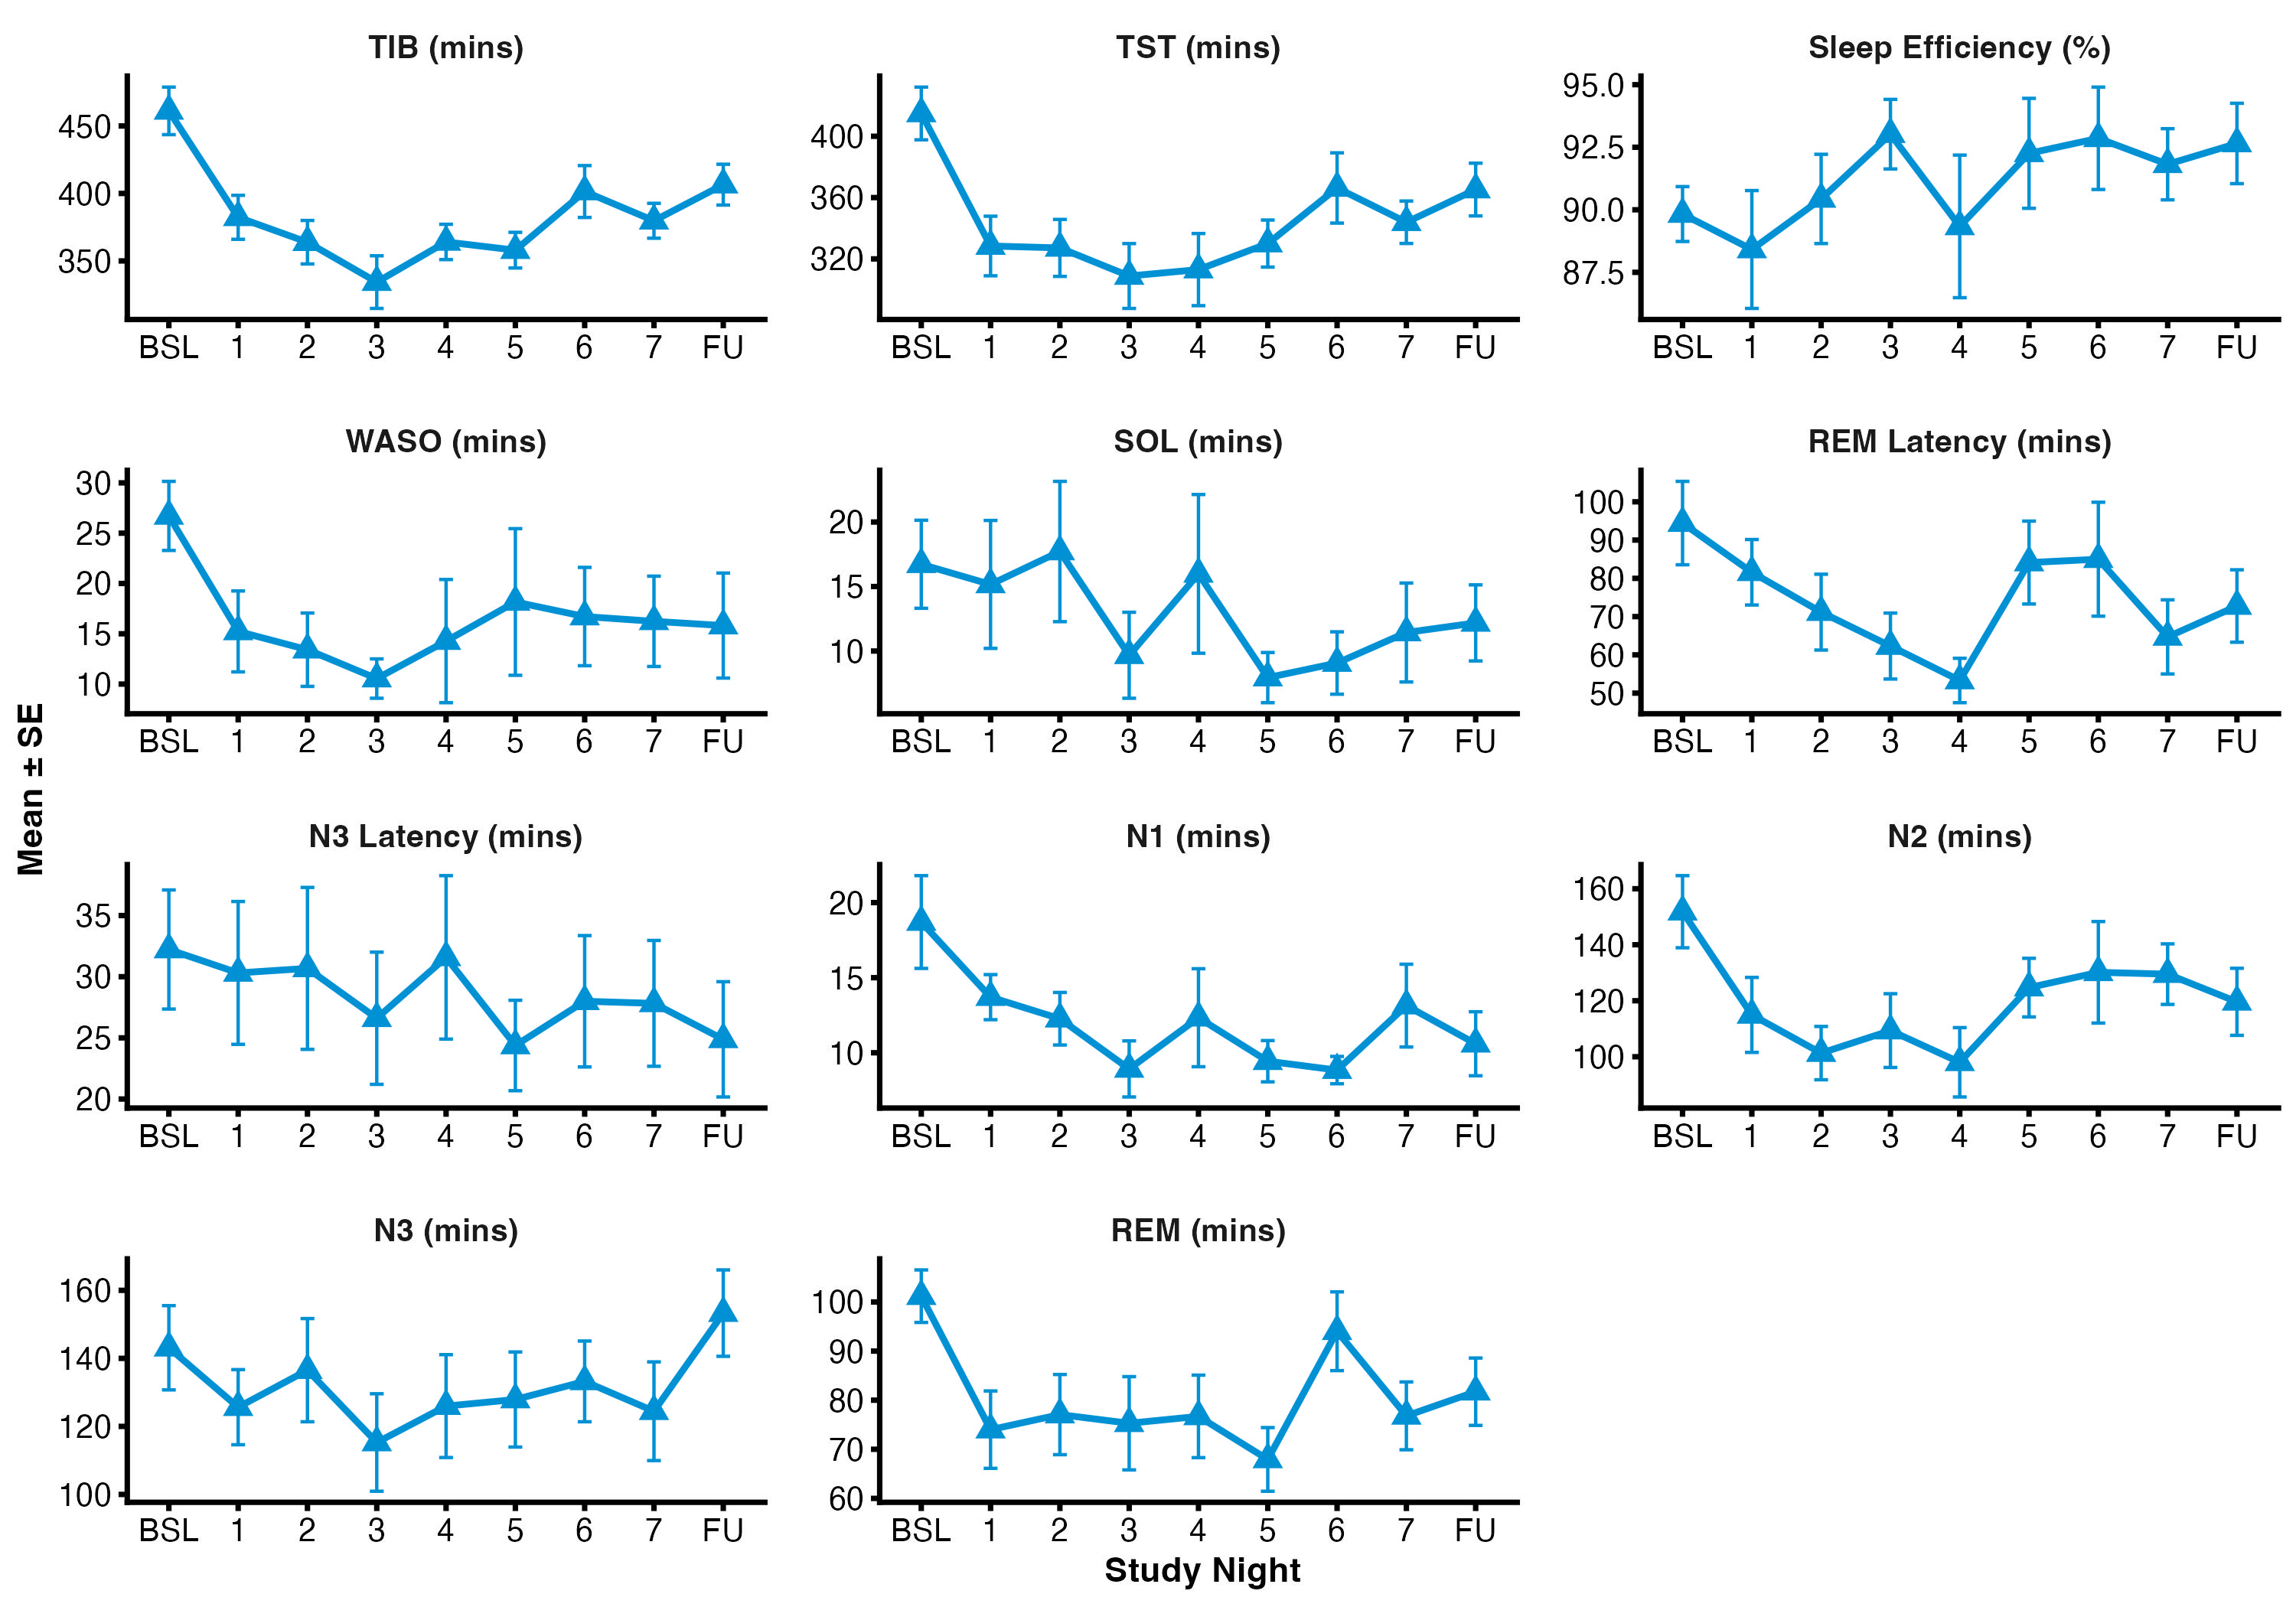 TIB (mins)
450
400
350
BSL 1 2 3 4 5 6 7 FU
TST (mins)
400
360
320
BSL 1 2 3 4 5 6 7 FU
Sleep Efficiency (%)
95.0
92.5
90.0
87.5
BSL 1 2 3 4 5 6 7 FU
WASO (mins)
30
25
20
15
10
BSL 1 2 3 4 5 6 7 FU
SOL (mins)
20
15
10
BSL 1 2 3 4 5 6 7 FU
REM Latency (mins)
100
90
80
70
60
50
BSL 1 2 3 4 5 6 7 FU
Mean ± SE
N3 Latency (mins)
35
30
25
20
BSL 1 2 3 4 5 6 7 FU
N1 (mins)
20
15
10
BSL 1 2 3 4 5 6 7 FU
N2 (mins)
160
140
120
100
BSL 1 2 3 4 5 6 7 FU
N3 (mins)
160
140
120
100
BSL 1 2 3 4 5 6 7 FU
REM (mins)
100
90
80
70
60
BSL 1 2 3 4 5 6 7 FU
Study Night